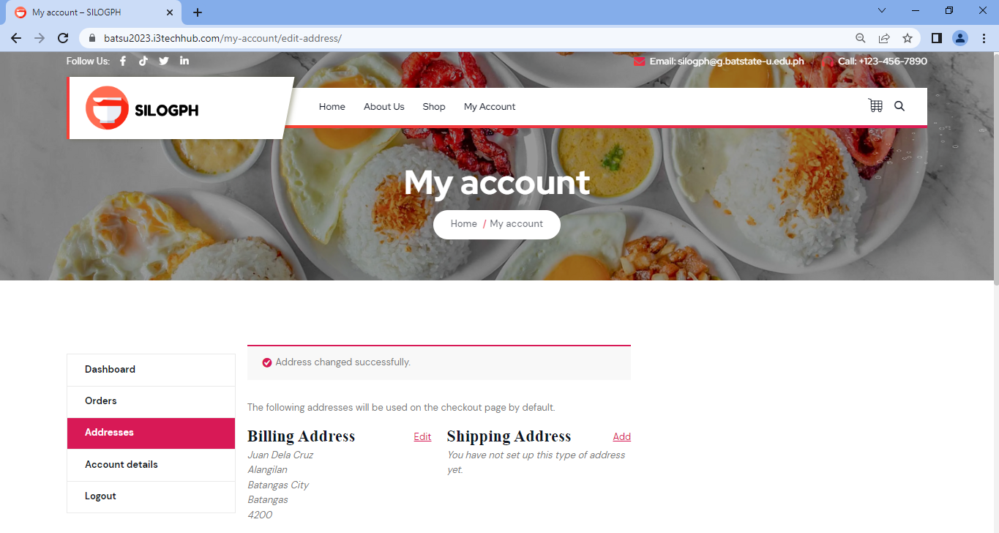 My account – SILOGPH
batsu2023.i3techhub.com/my-account/edit-address/
Follow Us:
Email: silogph@g.batstate-u.edu.ph
Call: +123-456-7890
SILOGPH
Home
About Us
Shop
My Account
My account
Home / My account
Dashboard
Orders
Addresses
Account details
Logout
Address changed successfully.
The following addresses will be used on the checkout page by default.
Billing Address
Edit
Juan Dela Cruz
Alangilan
Batangas City
Batangas
4200
Shipping Address
Add
You have not set up this type of address
yet.